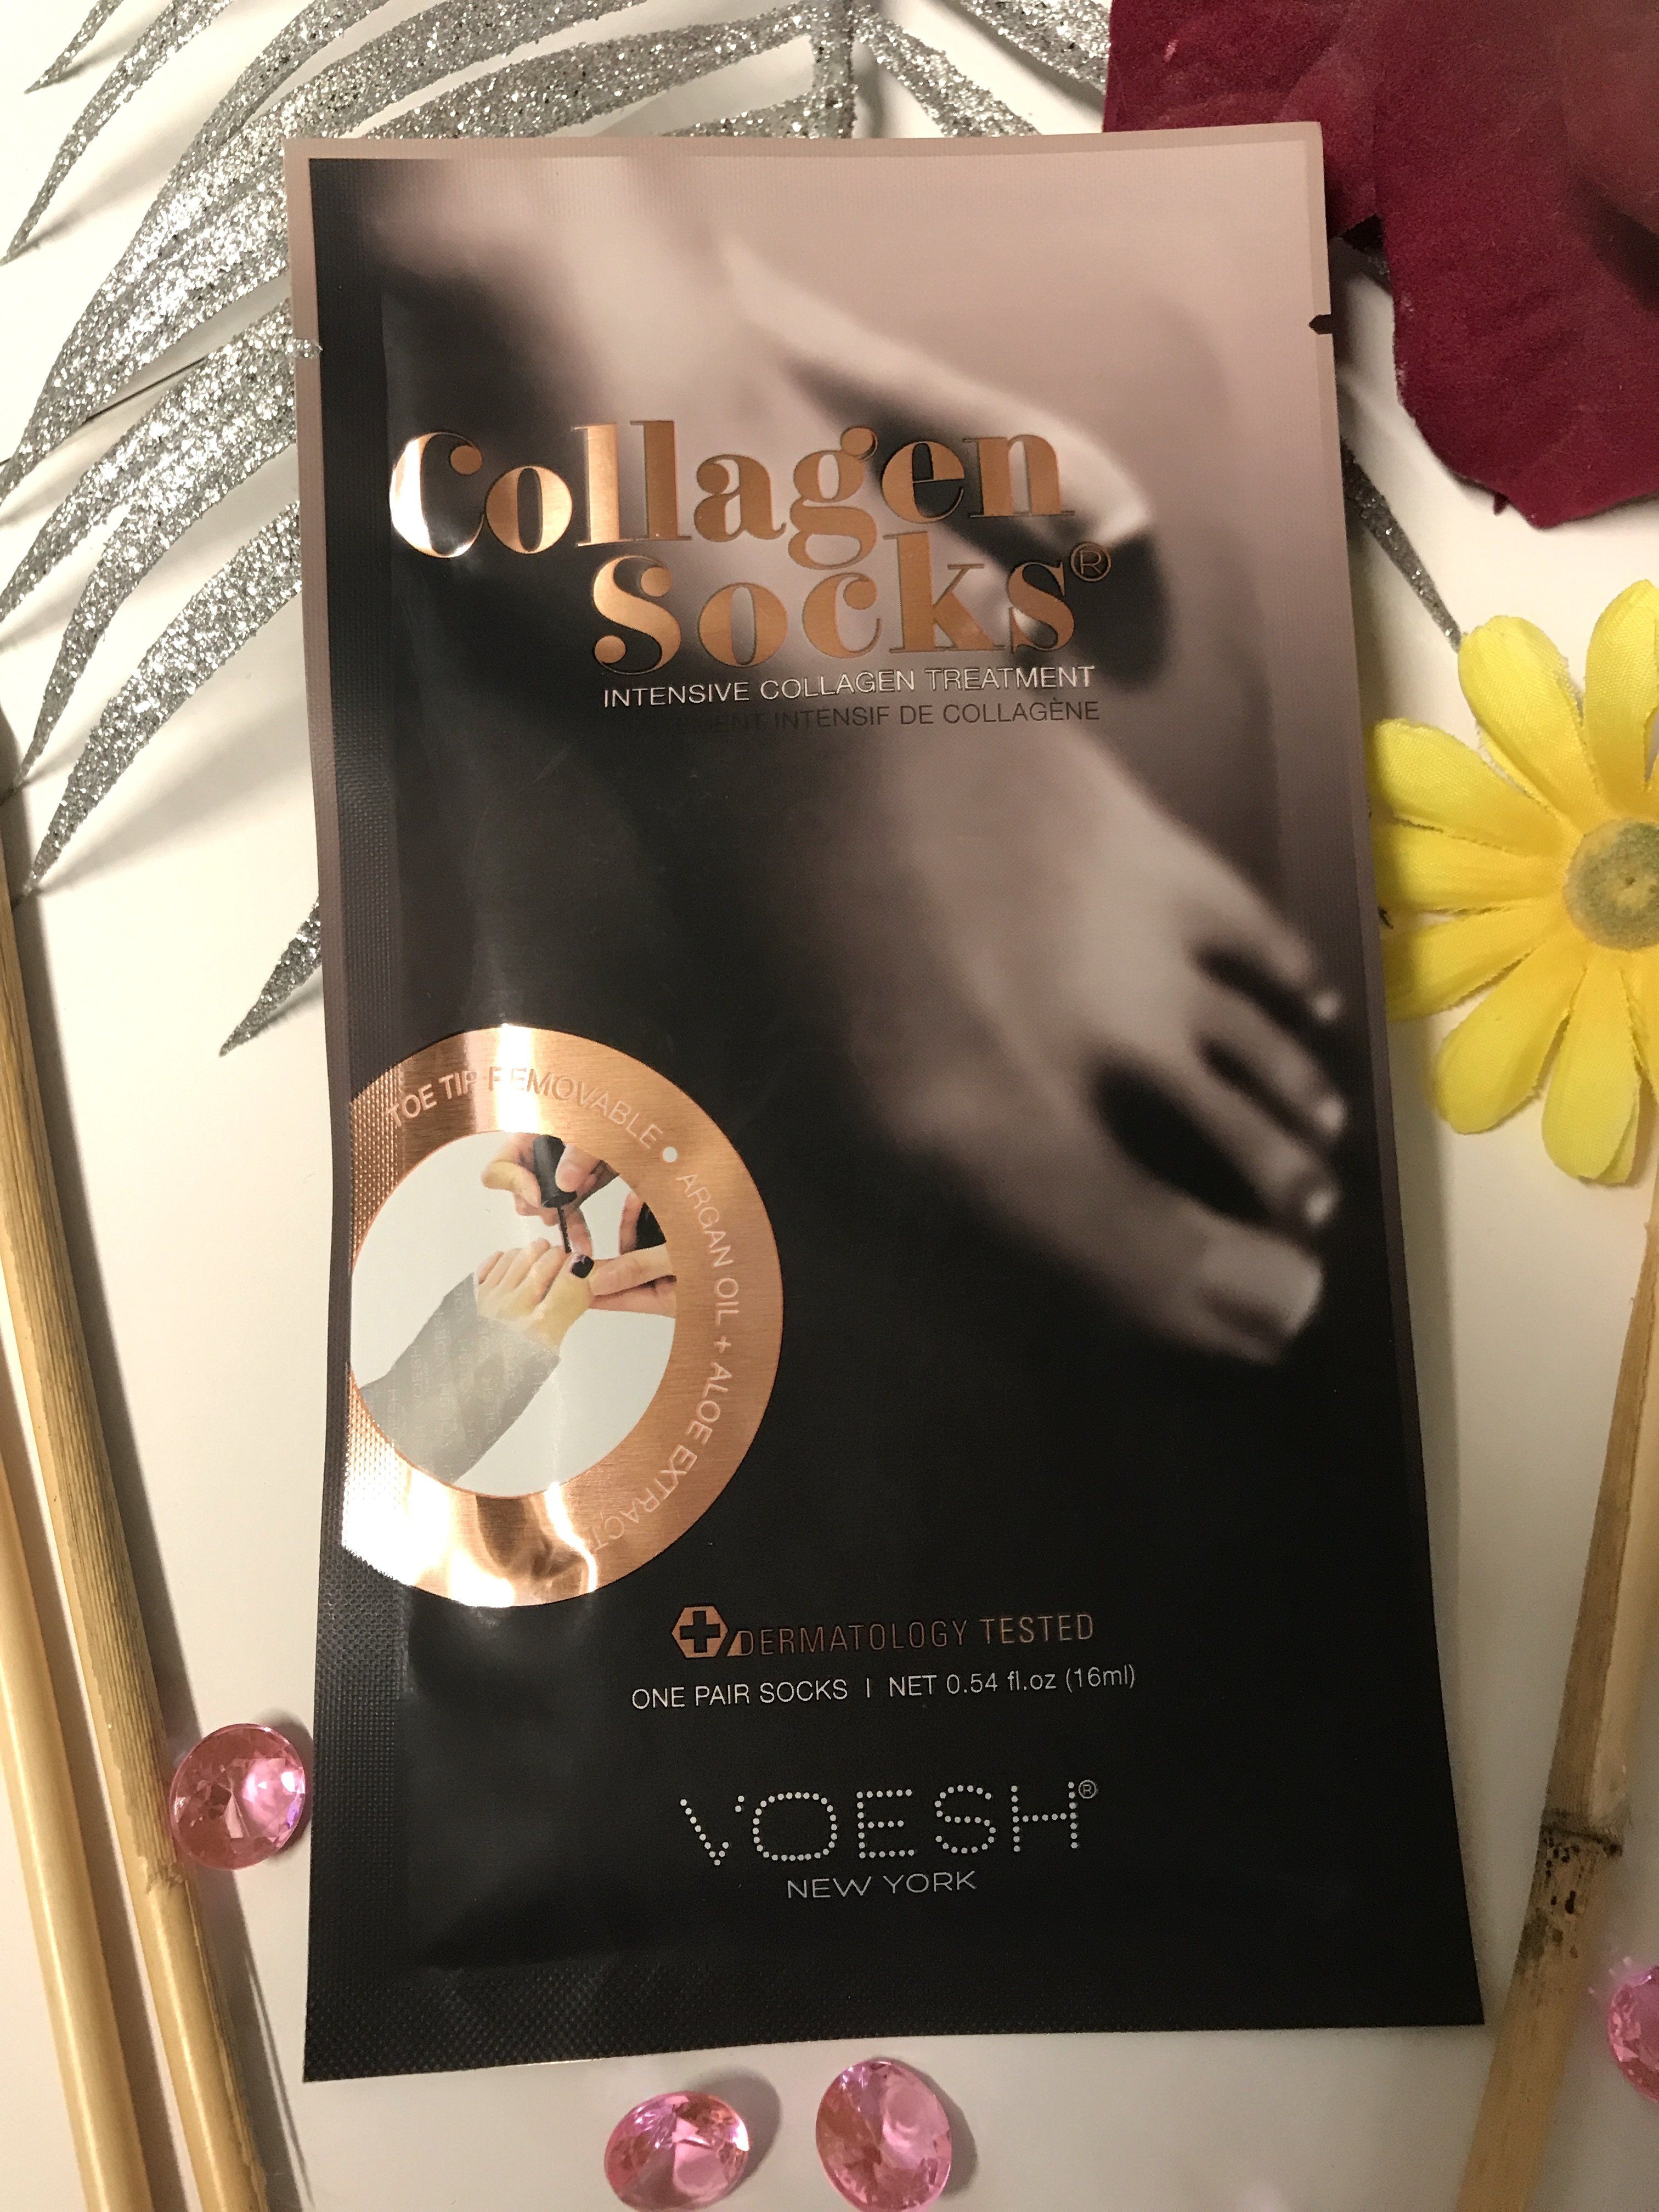 Collagen
Socks®
INTENSIVE COLLAGEN TREATMENT
INTENSIF DE COLLAGÈNE
TOE TIP REMOVABLE • ARGAN OIL + ALOE EXTRACT
DERMATOLOGY TESTED
ONE PAIR SOCKS | NET 0.54 fl.oz (16ml)
VOESH®
NEW YORK